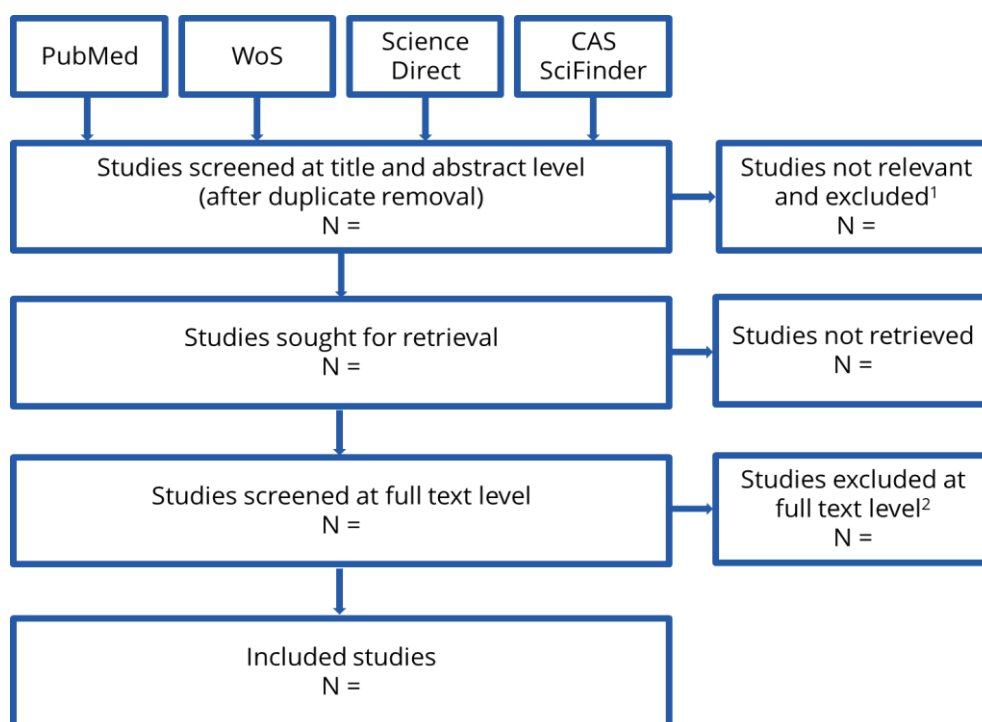 PubMed
WoS
Science
Direct
CAS
SciFinder
Studies screened at title and abstract level
(after duplicate removal)
N =
Studies not relevant
and excluded¹
N =
Studies sought for retrieval
N =
Studies not retrieved
N =
Studies screened at full text level
N =
Studies excluded at
full text level²
N =
Included studies
N =